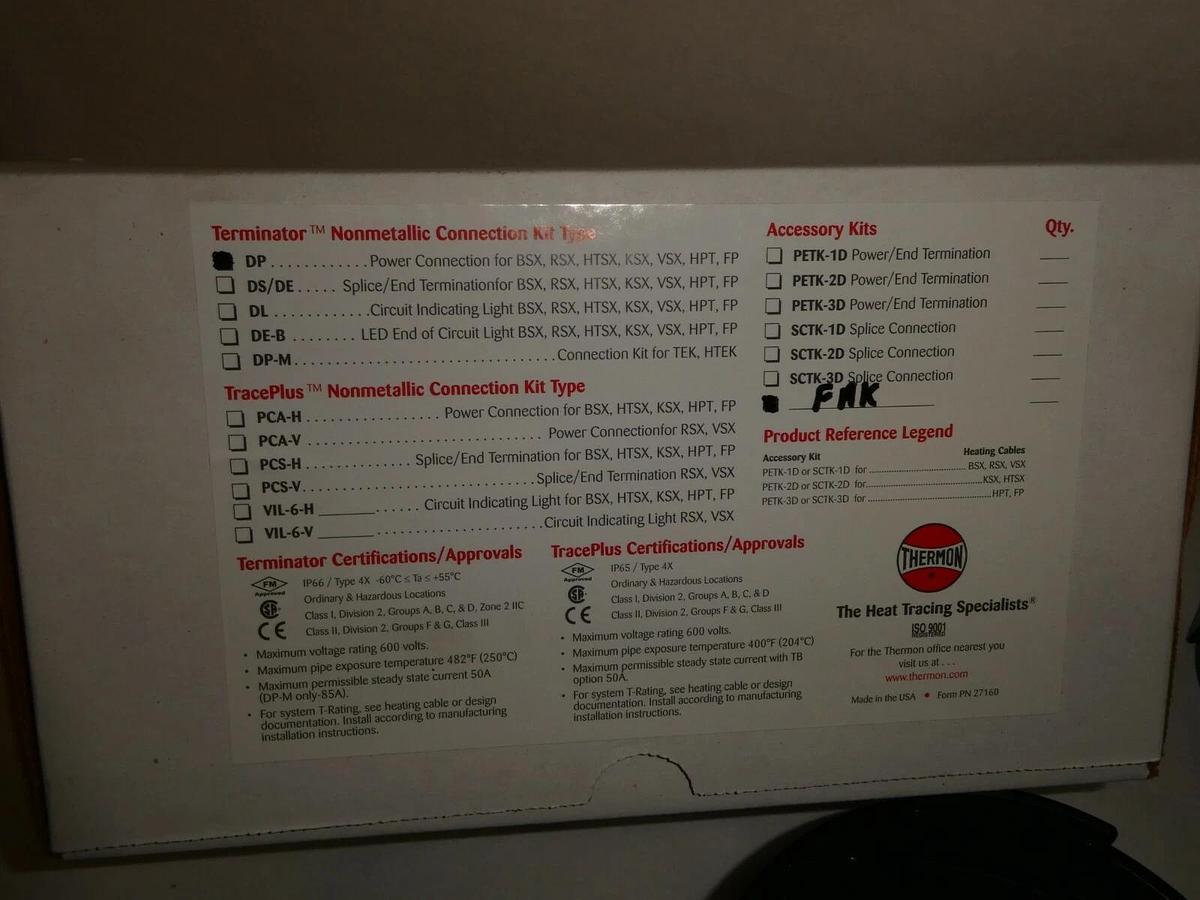 Terminator™ Nonmetallic Connection Kit Type
DP............Power Connection for BSX, RSX, HTSX, KSX, VSX, HPT, FP
DS/DE..... Splice/End Terminationfor BSX, RSX, HTSX, KSX, VSX, HPT, FP
DL............Circuit Indicating Light BSX, RSX, HTSX, KSX, VSX, HPT, FP
DE-B........ LED End of Circuit Light BSX, RSX, HTSX, KSX, VSX, HPT, FP
DP-M.................................Connection Kit for TEK, HTEK
TracePlus™ Nonmetallic Connection Kit Type
PCA-H................. Power Connection for BSX, HTSX, KSX, HPT, FP
PCA-V.............................. Power Connectionfor RSX, VSX
PCS-H.............. Splice/End Termination for BSX, HTSX, KSX, HPT, FP
PCS-V..............................Splice/End Termination RSX, VSX
VIL-6-H ________...... Circuit Indicating Light for BSX, HTSX, KSX, HPT, FP
VIL-6-V ________.......................Circuit Indicating Light RSX, VSX
Terminator Certifications/Approvals
FM Approved
IP66 / Type 4X -60°C ≤ Ta ≤ +55°C
Ordinary & Hazardous Locations
Class I, Division 2, Groups A, B, C, & D, Zone 2 IIC
Class II, Division 2, Groups F & G, Class III
CE
• Maximum voltage rating 600 volts.
• Maximum pipe exposure temperature 482°F (250°C)
• Maximum permissible steady state current 50A
(DP-M only-85A).
• For system T-Rating, see heating cable or design
documentation. Install according to manufacturing
installation instructions.
TracePlus Certifications/Approvals
FM Approved
IP65 / Type 4X
Ordinary & Hazardous Locations
Class I, Division 2, Groups A, B, C, & D
Class II, Division 2, Groups F & G, Class III
CE
• Maximum voltage rating 600 volts.
• Maximum pipe exposure temperature 400°F (204°C)
• Maximum permissible steady state current with TB
option 50A.
• For system T-Rating, see heating cable or design
documentation. Install according to manufacturing
installation instructions.
Accessory Kits Qty.
PETK-1D Power/End Termination
PETK-2D Power/End Termination
PETK-3D Power/End Termination
SCTK-1D Splice Connection
SCTK-2D Splice Connection
SCTK-3D Splice Connection
FMK
Product Reference Legend
Accessory Kit Heating Cables
PETK-1D or SCTK-1D for.............................. BSX, RSX, VSX
PETK-2D or SCTK-2D for....................................KSX, HTSX
PETK-3D or SCTK-3D for.......................................HPT, FP
THERMON
The Heat Tracing Specialists®
ISO 9001
REGISTERED
For the Thermon office nearest you
visit us at . . .
www.thermon.com
Made in the USA • Form PN 27160